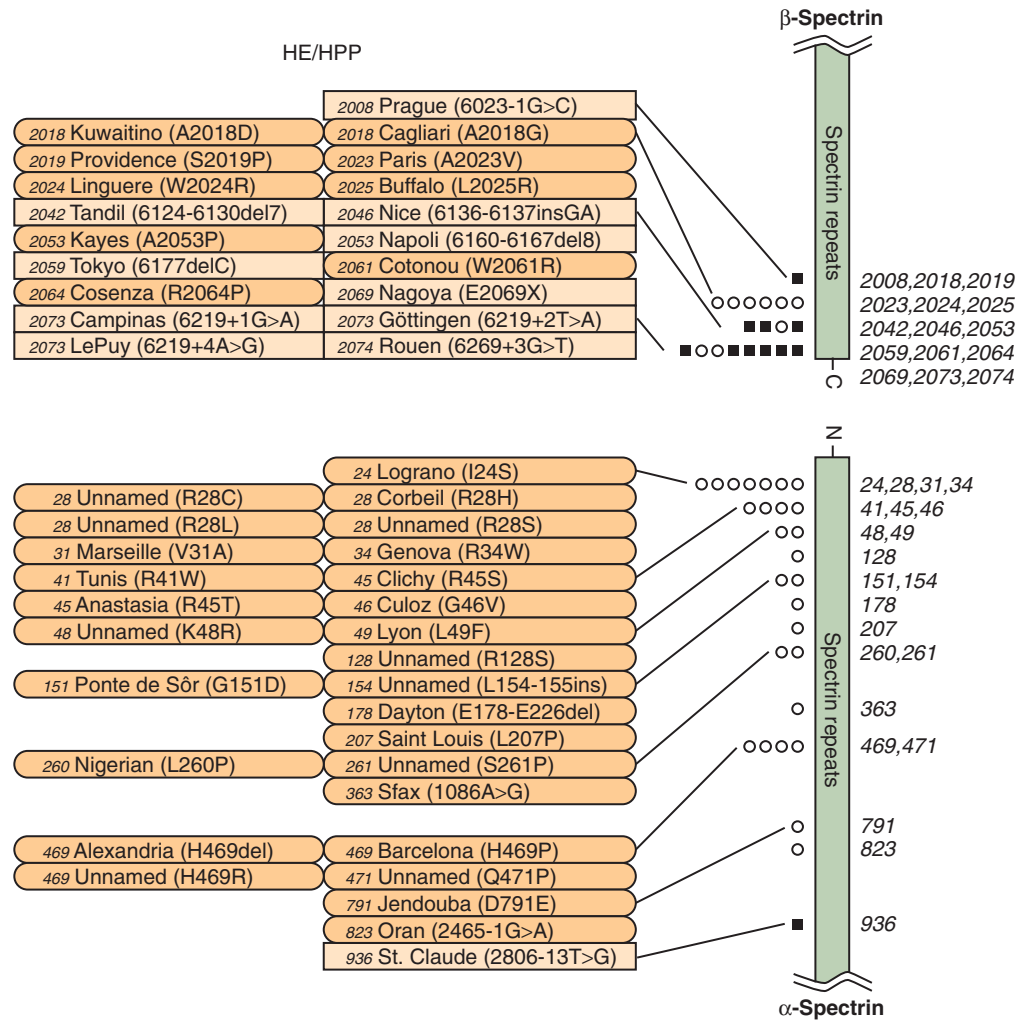 β-Spectrin
HE/HPP
2008 Prague (6023-1G>C)
2018 Kuwaitino (A2018D) 2018 Cagliari (A2018G)
2019 Providence (S2019P) 2023 Paris (A2023V)
2024 Linguere (W2024R) 2025 Buffalo (L2025R)
2042 Tandil (6124-6130del7) 2046 Nice (6136-6137insGA)
2053 Kayes (A2053P) 2053 Napoli (6160-6167del8)
2059 Tokyo (6177delC) 2061 Cotonou (W2061R)
2064 Cosenza (R2064P) 2069 Nagoya (E2069X)
2073 Campinas (6219+1G>A) 2073 Göttingen (6219+2T>A)
2073 LePuy (6219+4A>G) 2074 Rouen (6269+3G>T)
Spectrin repeats
2008,2018,2019
2023,2024,2025
2042,2046,2053
2059,2061,2064
2069,2073,2074
C
N
24 Lograno (I24S)
28 Unnamed (R28C) 28 Corbeil (R28H)
28 Unnamed (R28L) 28 Unnamed (R28S)
31 Marseille (V31A) 34 Genova (R34W)
41 Tunis (R41W) 45 Clichy (R45S)
45 Anastasia (R45T) 46 Culoz (G46V)
48 Unnamed (K48R) 49 Lyon (L49F)
128 Unnamed (R128S)
151 Ponte de Sôr (G151D) 154 Unnamed (L154-155ins)
178 Dayton (E178-E226del)
207 Saint Louis (L207P)
260 Nigerian (L260P) 261 Unnamed (S261P)
363 Sfax (1086A>G)
469 Alexandria (H469del) 469 Barcelona (H469P)
469 Unnamed (H469R) 471 Unnamed (Q471P)
791 Jendouba (D791E)
823 Oran (2465-1G>A)
936 St. Claude (2806-13T>G)
Spectrin repeats
24,28,31,34
41,45,46
48,49
128
151,154
178
207
260,261
363
469,471
791
823
936
α-Spectrin